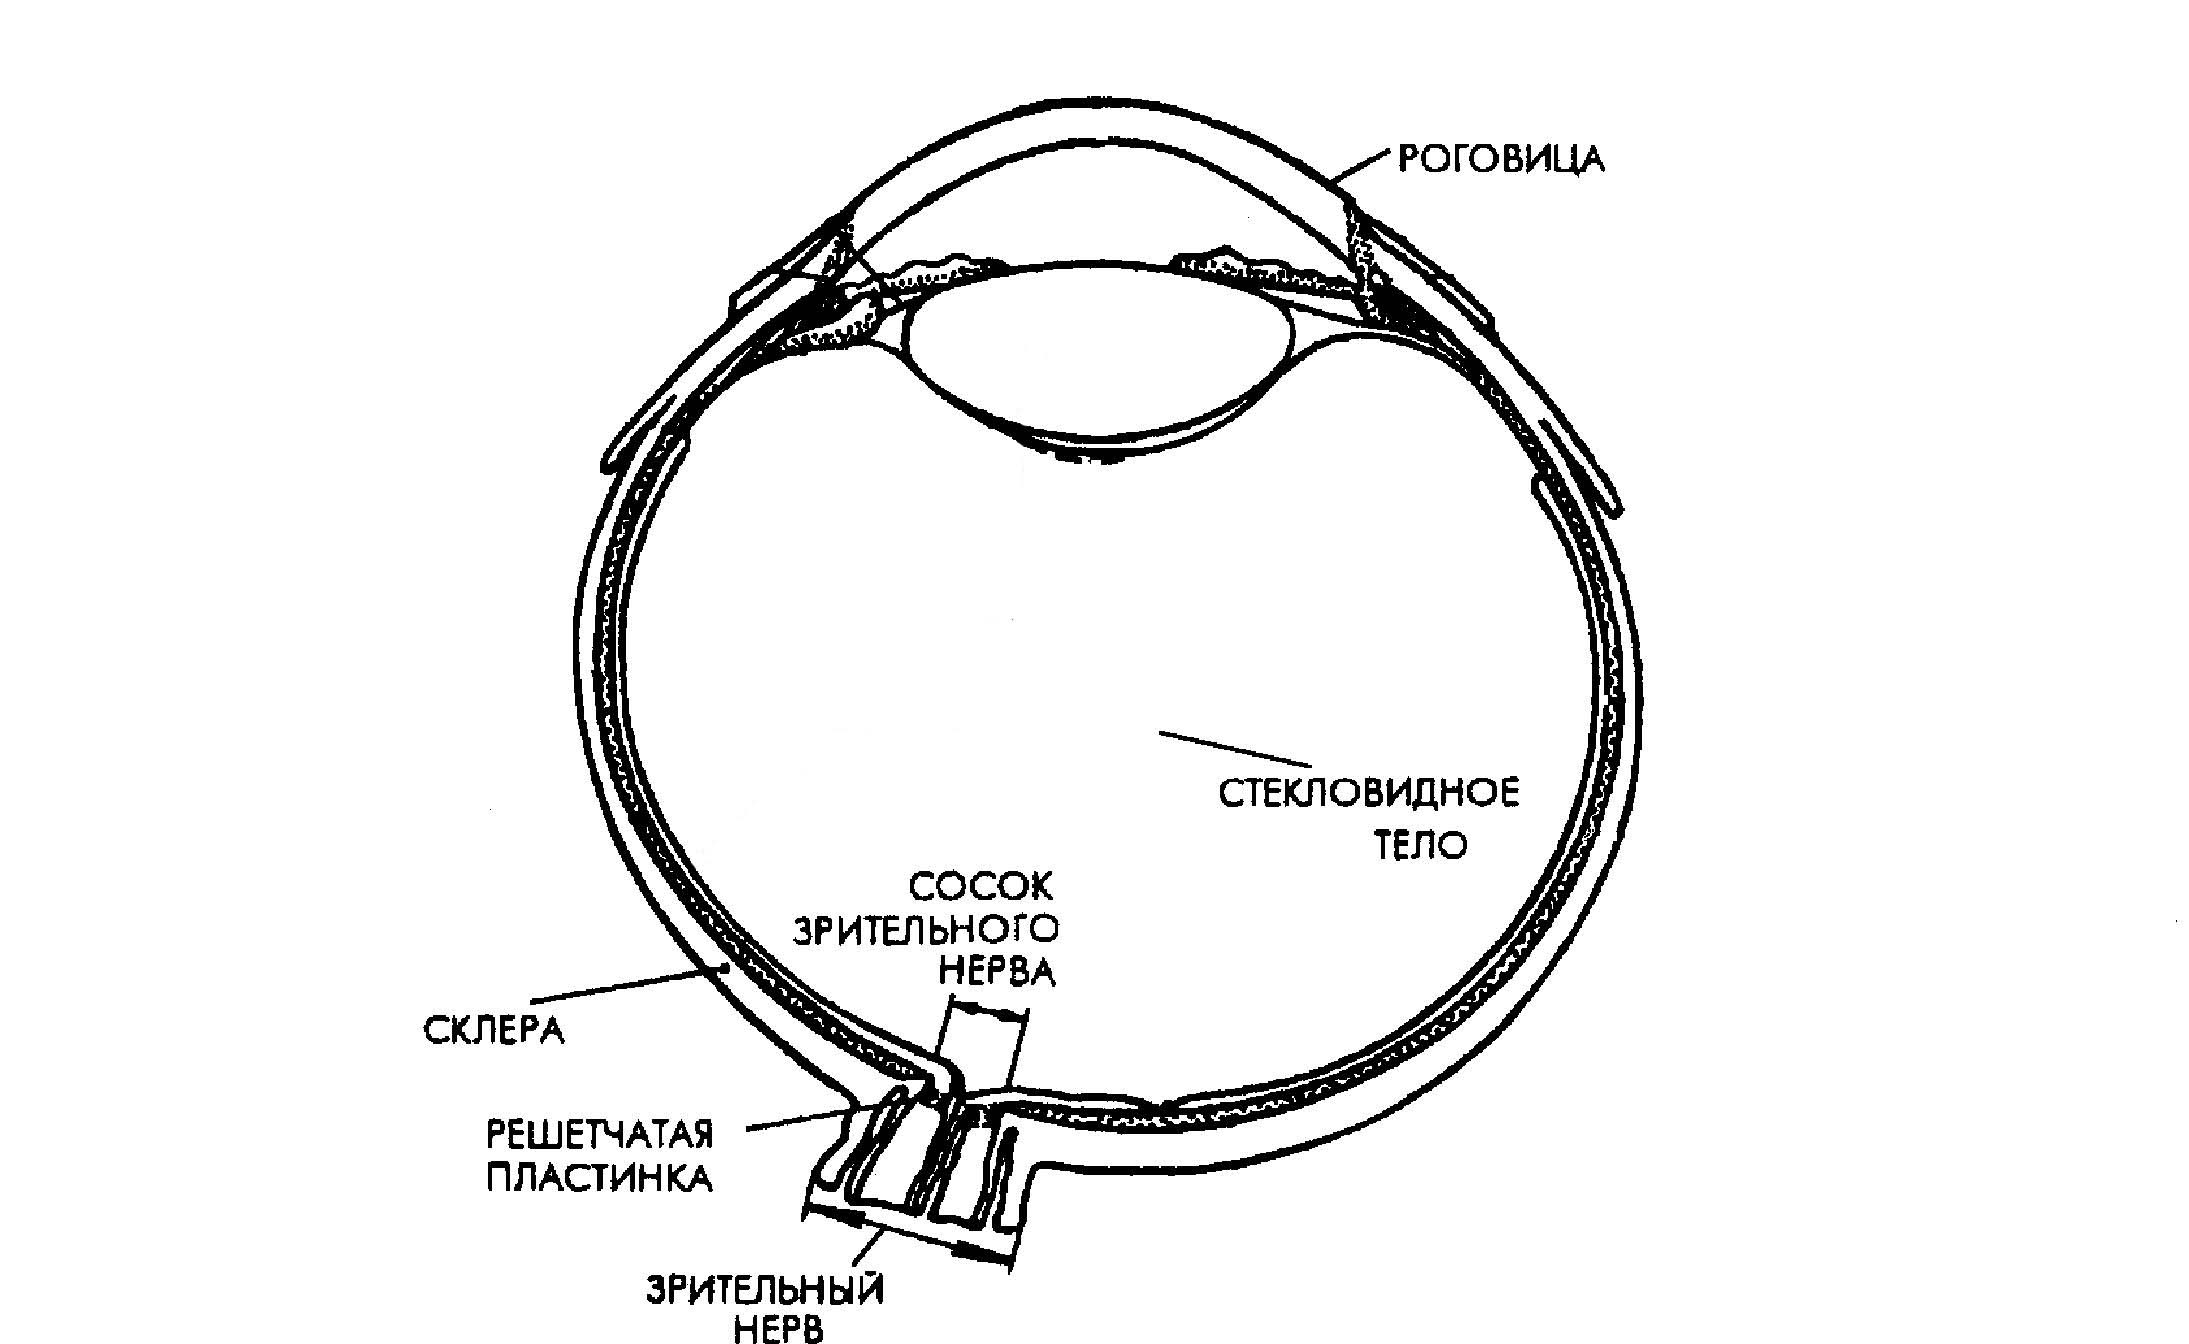 РОГОВИЦА
СТЕКЛОВИДНОЕ
ТЕЛО
СОСОК
ЗРИТЕЛЬНОГО
НЕРВА
СКЛЕРА
РЕШЕТЧАТАЯ
ПЛАСТИНКА
ЗРИТЕЛЬНЫЙ
НЕРВ